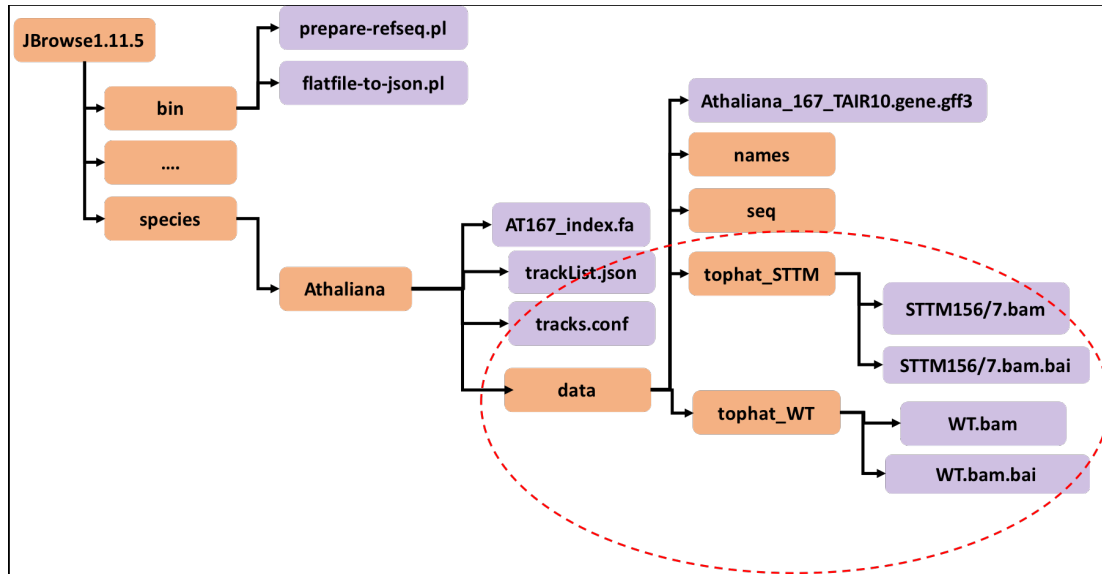 JBrowse1.11.5
prepare-refseq.pl
flatfile-to-json.pl
bin
....
species
Athaliana
AT167_index.fa
trackList.json
tracks.conf
data
Athaliana_167_TAIR10.gene.gff3
names
seq
tophat_STTM
STTM156/7.bam
STTM156/7.bam.bai
tophat_WT
WT.bam
WT.bam.bai